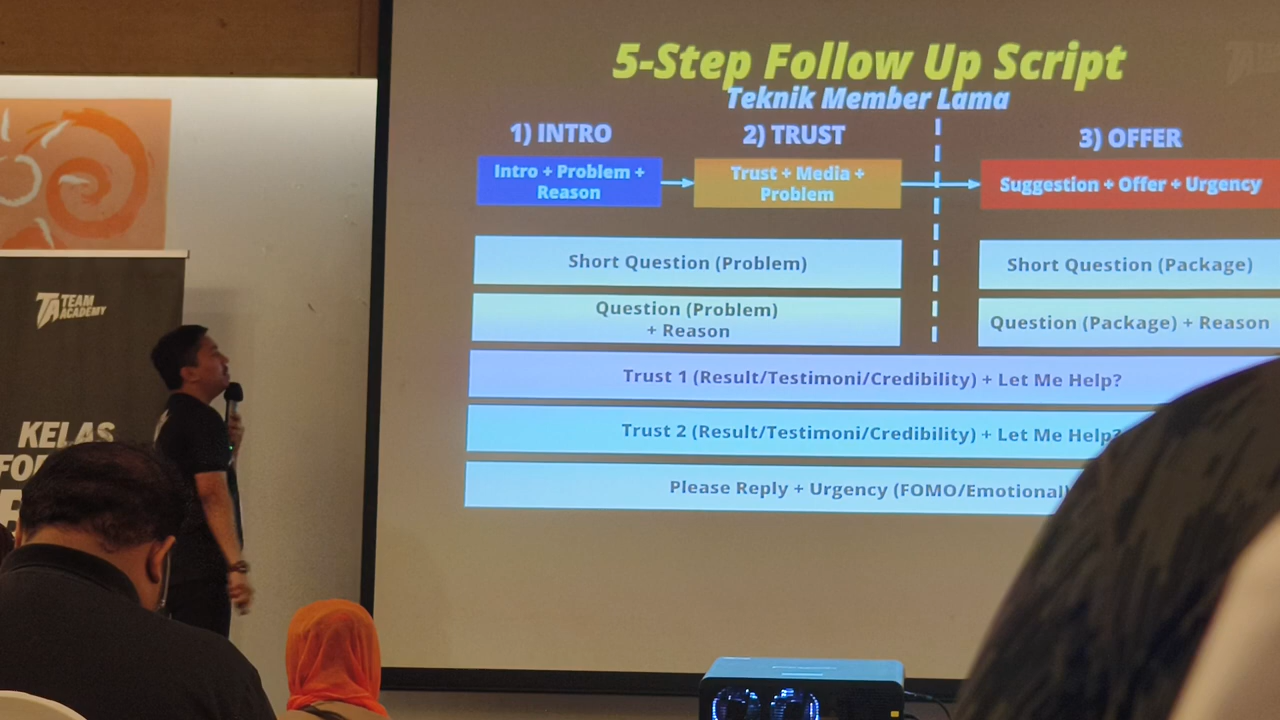 5-Step Follow Up Script
Teknik Member Lama
1) INTRO
2) TRUST
3) OFFER
Intro + Problem +
Reason
Trust + Media +
Problem
Suggestion + Offer + Urgency
Short Question (Problem)
Short Question (Package)
Question (Problem)
+ Reason
Question (Package) + Reason
Trust 1 (Result/Testimoni/Credibility) + Let Me Help?
Trust 2 (Result/Testimoni/Credibility) + Let Me Help?
Please Reply + Urgency (FOMO/Emotional)
TA TEAM
ACADEMY
KELAS